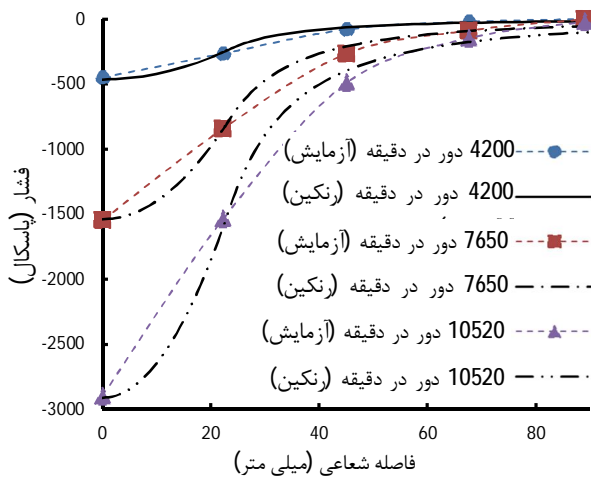 0
-500
-1000
-1500
-2000
-2500
-3000
فشار (پاسکال)
4200 دور در دقیقه (آزمایش)
4200 دور در دقیقه (رنکین)
7650 دور در دقیقه (آزمایش)
7650 دور در دقیقه (رنکین)
10520 دور در دقیقه (آزمایش)
10520 دور در دقیقه (رنکین)
0 20 40 60 80
فاصله شعاعی (میلی متر)